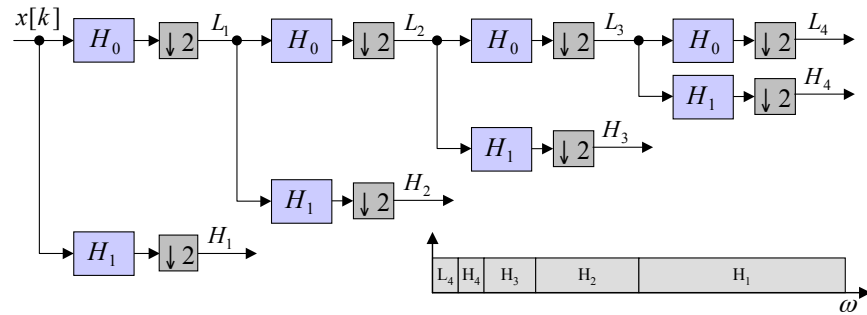 x[k] H₀ ↓2 L₁ H₀ ↓2 L₂ H₀ ↓2 L₃ H₀ ↓2 L₄
H₁ ↓2 H₄
H₁ ↓2 H₃
H₁ ↓2 H₂
H₁ ↓2 H₁
L₄ H₄ H₃ H₂ H₁
ω